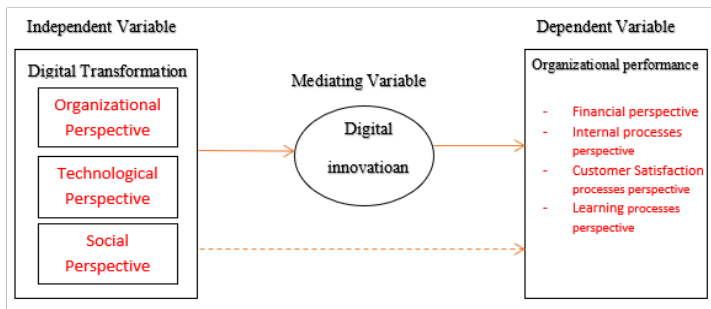 Independent Variable
Digital Transformation
Organizational
Perspective
Technological
Perspective
Social
Perspective
Mediating Variable
Digital
innovatioan
Dependent Variable
Organizational performance
- Financial perspective
- Internal processes
perspective
- Customer Satisfaction
processes perspective
- Learning processes
perspective